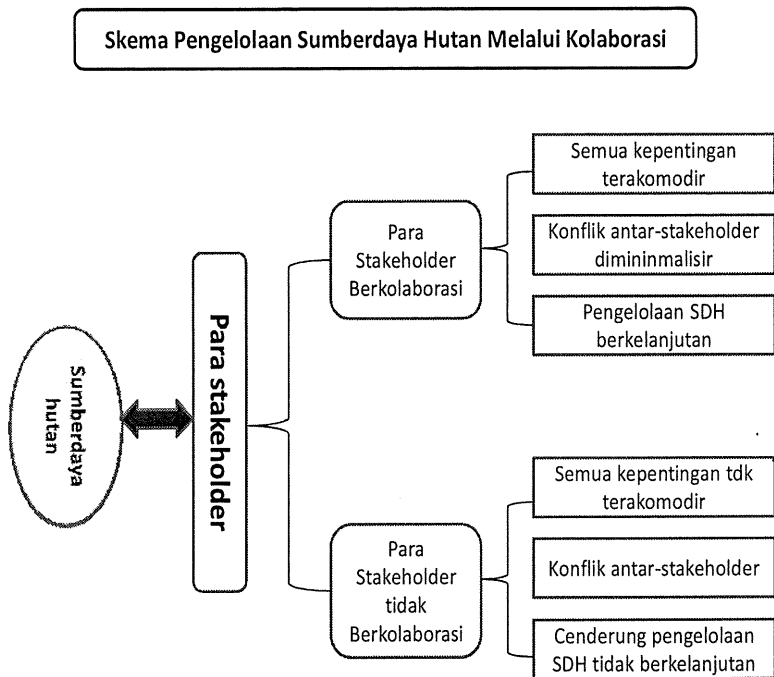 Skema Pengelolaan Sumberdaya Hutan Melalui Kolaborasi
Sumberdaya
hutan
Para stakeholder
Para
Stakeholder
Berkolaborasi
Semua kepentingan
terakomodir
Konflik antar-stakeholder
dimininmalisir
Pengelolaan SDH
berkelanjutan
Para
Stakeholder
tidak
Berkolaborasi
Semua kepentingan tdk
terakomodir
Konflik antar-stakeholder
Cenderung pengelolaan
SDH tidak berkelanjutan